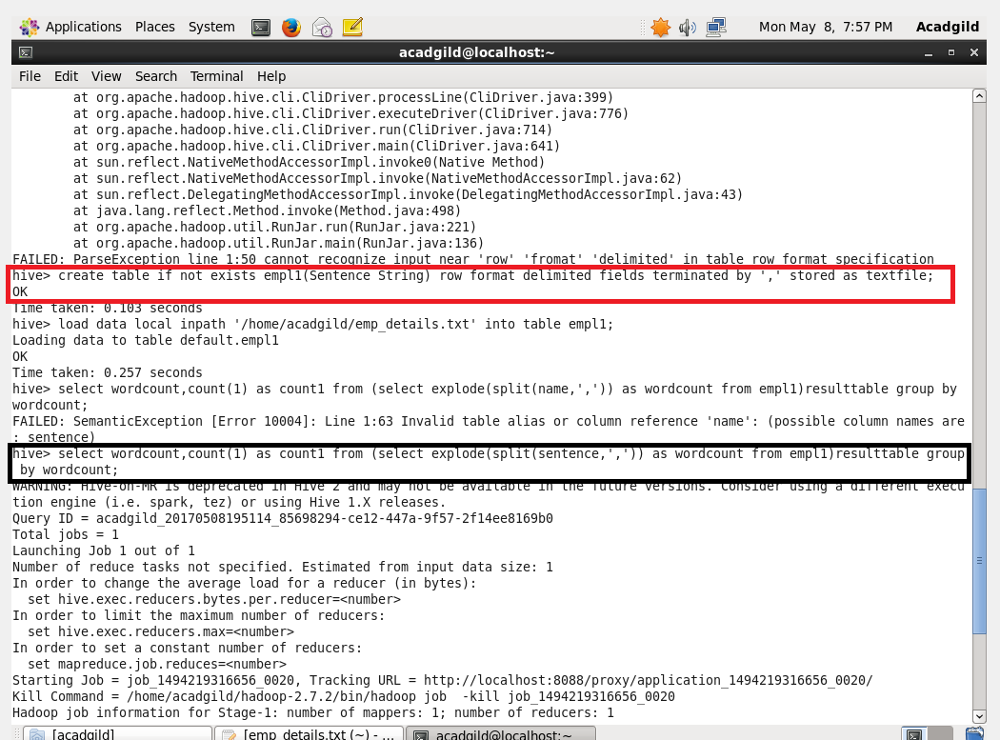 Applications Places System Mon May 8, 7:57 PM Acadgild
acadgild@localhost:~
File Edit View Search Terminal Help
at org.apache.hadoop.hive.cli.CliDriver.processLine(CliDriver.java:399)
at org.apache.hadoop.hive.cli.CliDriver.executeDriver(CliDriver.java:776)
at org.apache.hadoop.hive.cli.CliDriver.run(CliDriver.java:714)
at org.apache.hadoop.hive.cli.CliDriver.main(CliDriver.java:641)
at sun.reflect.NativeMethodAccessorImpl.invoke0(Native Method)
at sun.reflect.NativeMethodAccessorImpl.invoke(NativeMethodAccessorImpl.java:62)
at sun.reflect.DelegatingMethodAccessorImpl.invoke(DelegatingMethodAccessorImpl.java:43)
at java.lang.reflect.Method.invoke(Method.java:498)
at org.apache.hadoop.util.RunJar.run(RunJar.java:221)
at org.apache.hadoop.util.RunJar.main(RunJar.java:136)
FAILED: ParseException line 1:50 cannot recognize input near 'row' 'fromat' 'delimited' in table row format specification
hive> create table if not exists empl1(Sentence String) row format delimited fields terminated by ',' stored as textfile;
OK
Time taken: 0.103 seconds
hive> load data local inpath '/home/acadgild/emp_details.txt' into table empl1;
Loading data to table default.empl1
OK
Time taken: 0.257 seconds
hive> select wordcount,count(1) as count1 from (select explode(split(name,',')) as wordcount from empl1)resulttable group by
wordcount;
FAILED: SemanticException [Error 10004]: Line 1:63 Invalid table alias or column reference 'name': (possible column names are
: sentence)
hive> select wordcount,count(1) as count1 from (select explode(split(sentence,',')) as wordcount from empl1)resulttable group
by wordcount;
WARNING: Hive-on-MR is deprecated in Hive 2 and may not be available in the future versions. Consider using a different execu
tion engine (i.e. spark, tez) or using Hive 1.X releases.
Query ID = acadgild_20170508195114_85698294-ce12-447a-9f57-2f14ee8169b0
Total jobs = 1
Launching Job 1 out of 1
Number of reduce tasks not specified. Estimated from input data size: 1
In order to change the average load for a reducer (in bytes):
set hive.exec.reducers.bytes.per.reducer=<number>
In order to limit the maximum number of reducers:
set hive.exec.reducers.max=<number>
In order to set a constant number of reducers:
set mapreduce.job.reduces=<number>
Starting Job = job_1494219316656_0020, Tracking URL = http://localhost:8088/proxy/application_1494219316656_0020/
Kill Command = /home/acadgild/hadoop-2.7.2/bin/hadoop job -kill job_1494219316656_0020
Hadoop job information for Stage-1: number of mappers: 1; number of reducers: 1
[acadgild] [emp_details.txt (~) - ... acadgild@localhost:~